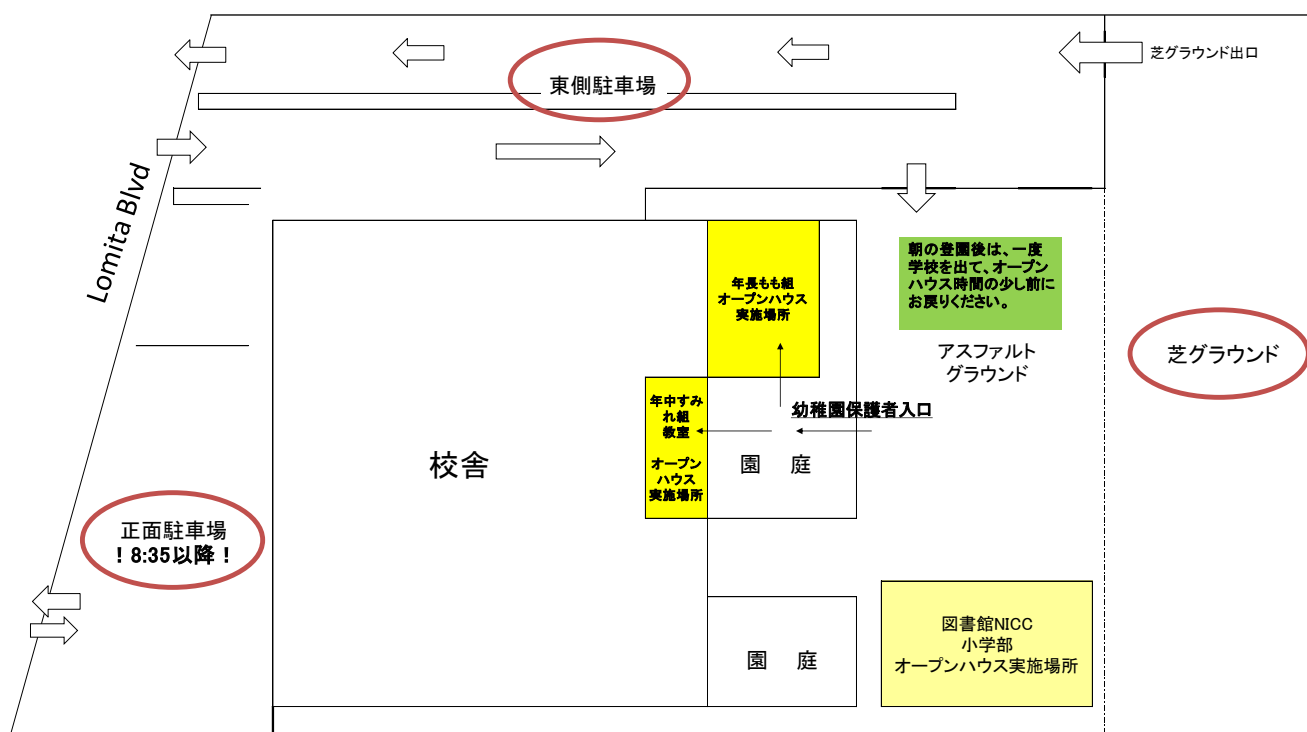 芝グラウンド出口
東側駐車場
Lomita Blvd
朝の登園後は、一度
学校を出て、オープン
ハウス時間の少し前に
お戻りください。
年長もも組
オープンハウス
実施場所
アスファルト
グラウンド
芝グラウンド
年中すみ
れ組
教室
オープン
ハウス
実施場所
幼稚園保護者入口
園 庭
校舎
正面駐車場
！8:35以降！
園 庭
図書館NICC
小学部
オープンハウス実施場所